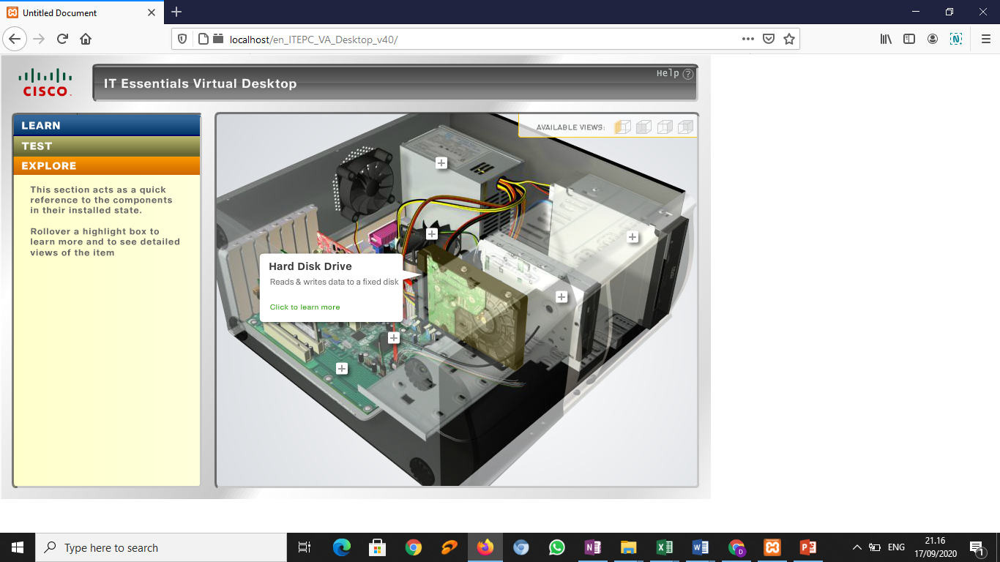 Untitled Document
localhost/en_ITEPC_VA_Desktop_v40/
CISCO
IT Essentials Virtual Desktop
Help ?
LEARN
TEST
EXPLORE
This section acts as a quick
reference to the components
in their installed state.
Rollover a highlight box to
learn more and to see detailed
views of the item
AVAILABLE VIEWS:
Hard Disk Drive
Reads & writes data to a fixed disk
Click to learn more
Type here to search
ENG
21.16
17/09/2020
1